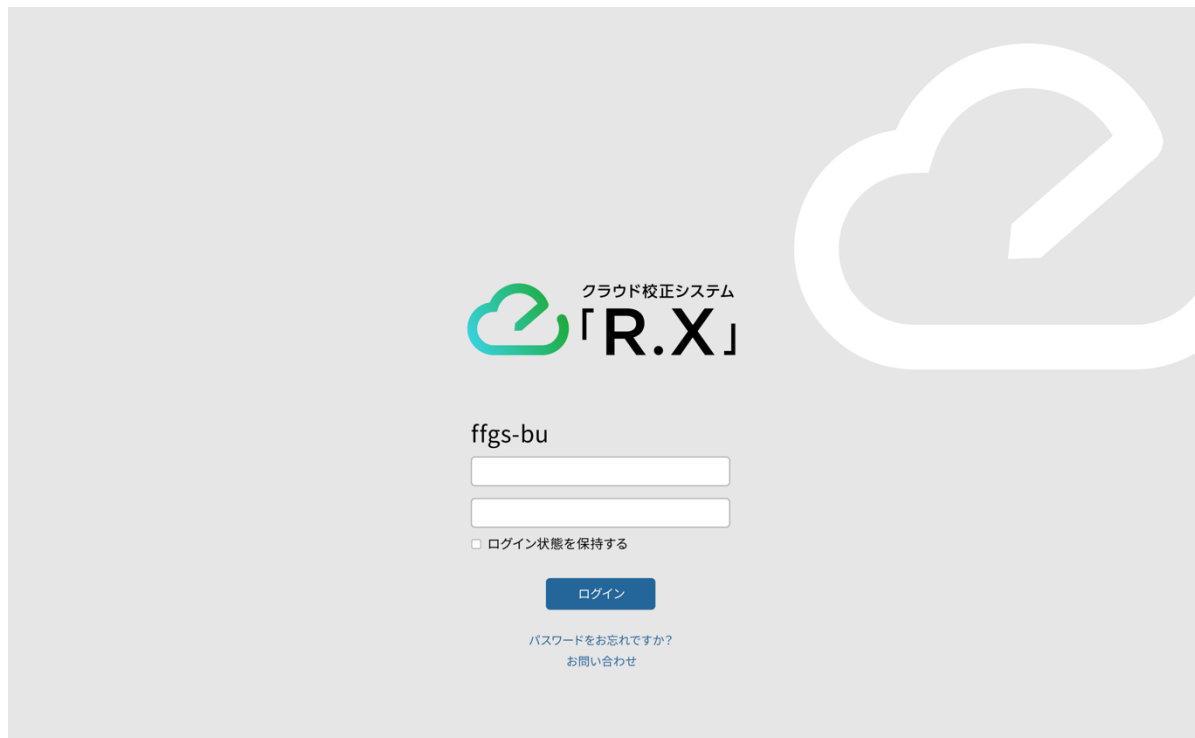 クラウド校正システム
「R.X」
ffgs-bu
ログイン状態を保持する
ログイン
パスワードをお忘れですか?
お問い合わせ